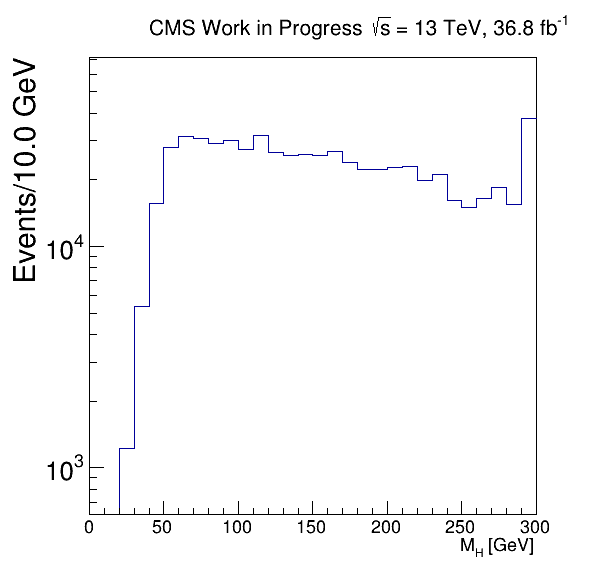 CMS Work in Progress √s = 13 TeV, 36.8 fb⁻¹
Events/10.0 GeV
10⁴
10³
0 50 100 150 200 250 300
M_H [GeV]